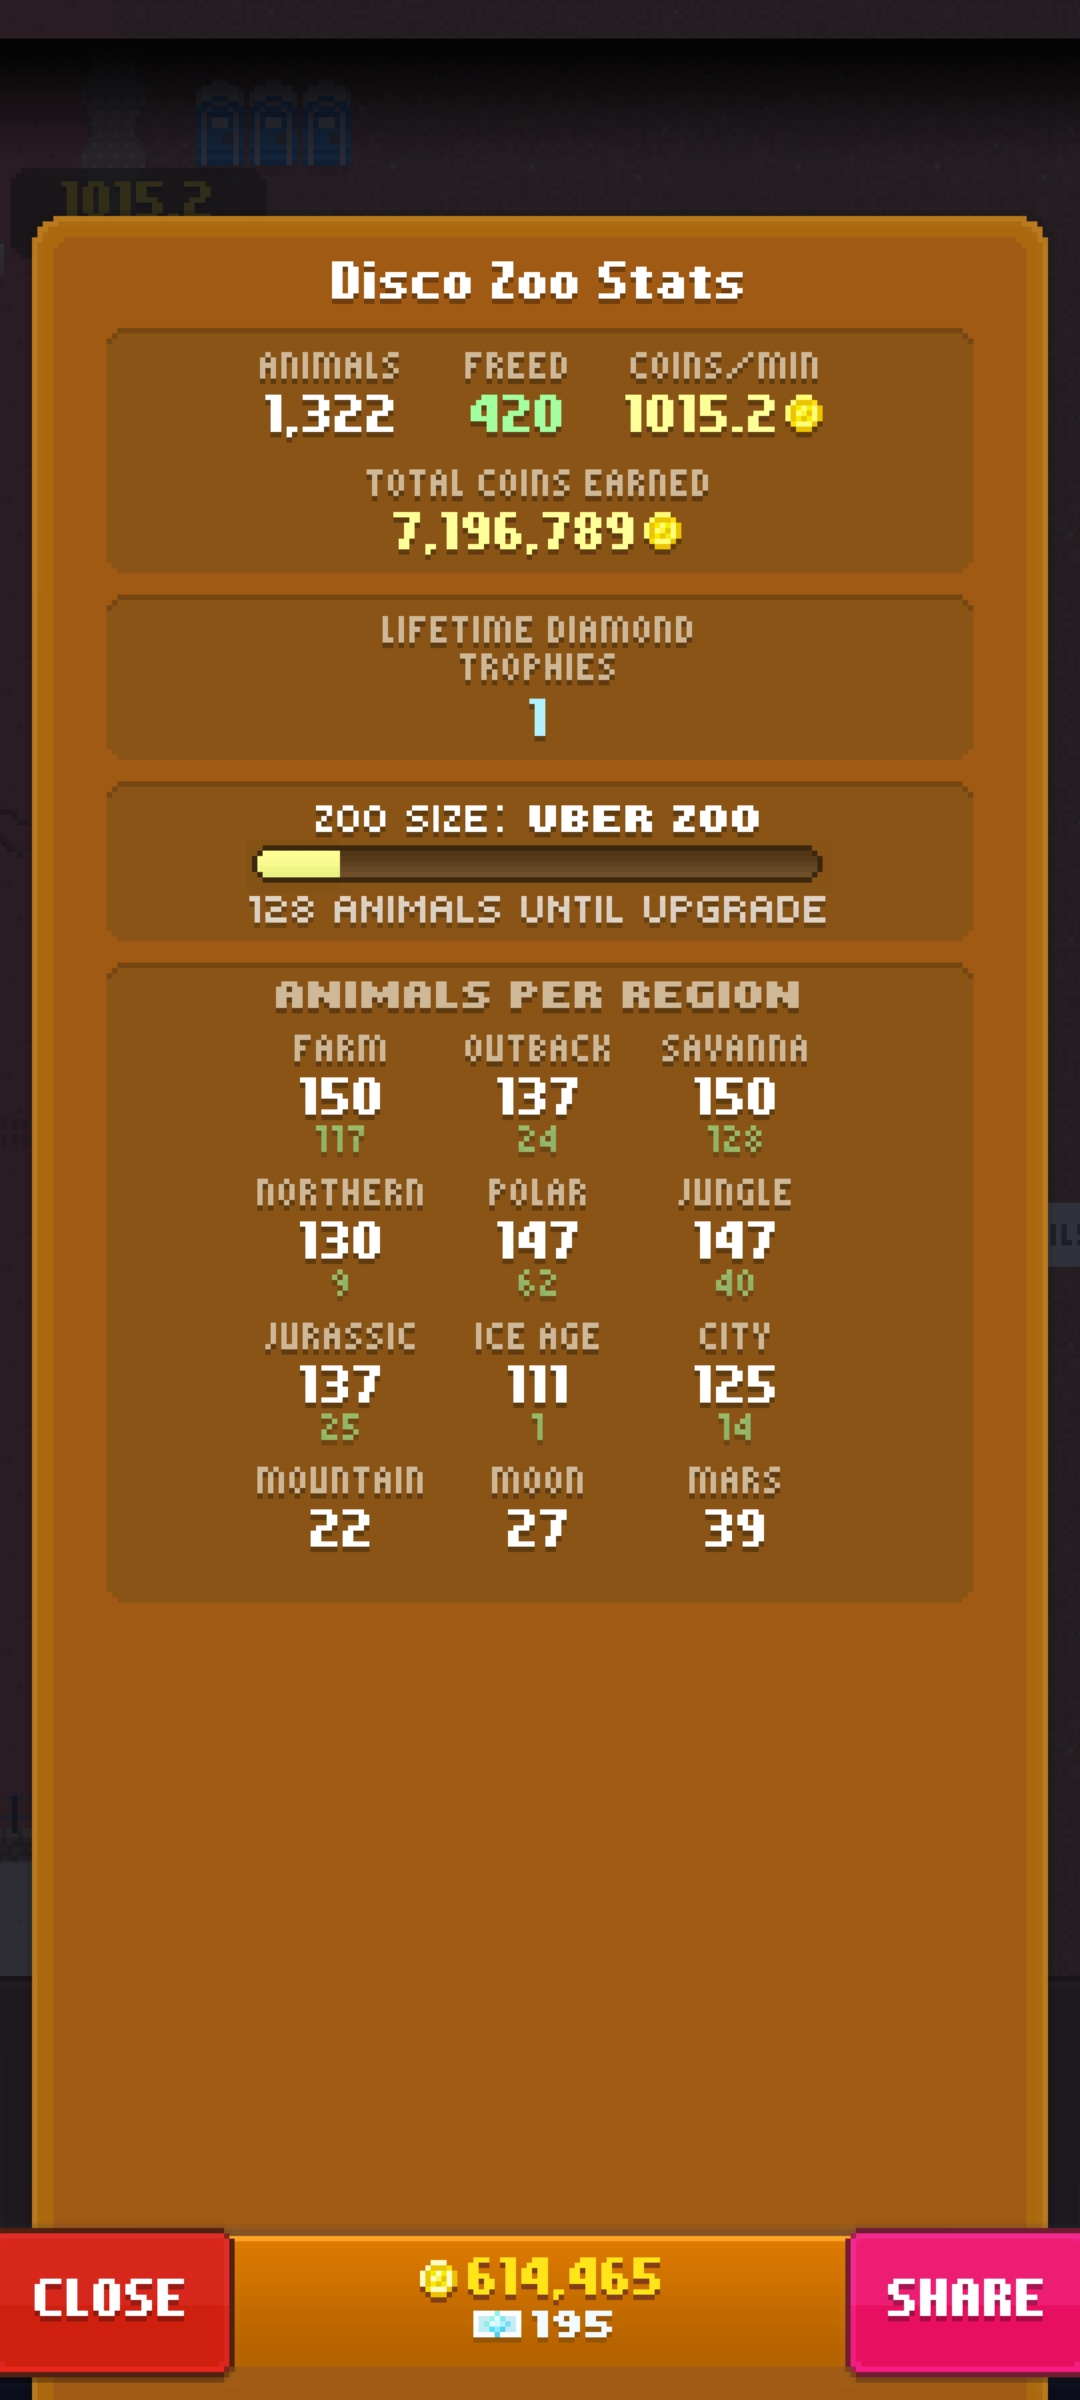 1015.2
Disco Zoo Stats
ANIMALS FREED COINS/MIN
1,322 420 1015.2
TOTAL COINS EARNED
7,196,789
LIFETIME DIAMOND
TROPHIES
1
ZOO SIZE: UBER ZOO
128 ANIMALS UNTIL UPGRADE
ANIMALS PER REGION
FARM OUTBACK SAVANNA
150 137 150
117 24 128
NORTHERN POLAR JUNGLE
130 147 147
9 62 40
JURASSIC ICE AGE CITY
137 111 125
25 1 14
MOUNTAIN MOON MARS
22 27 39
CLOSE 614,465 SHARE
195